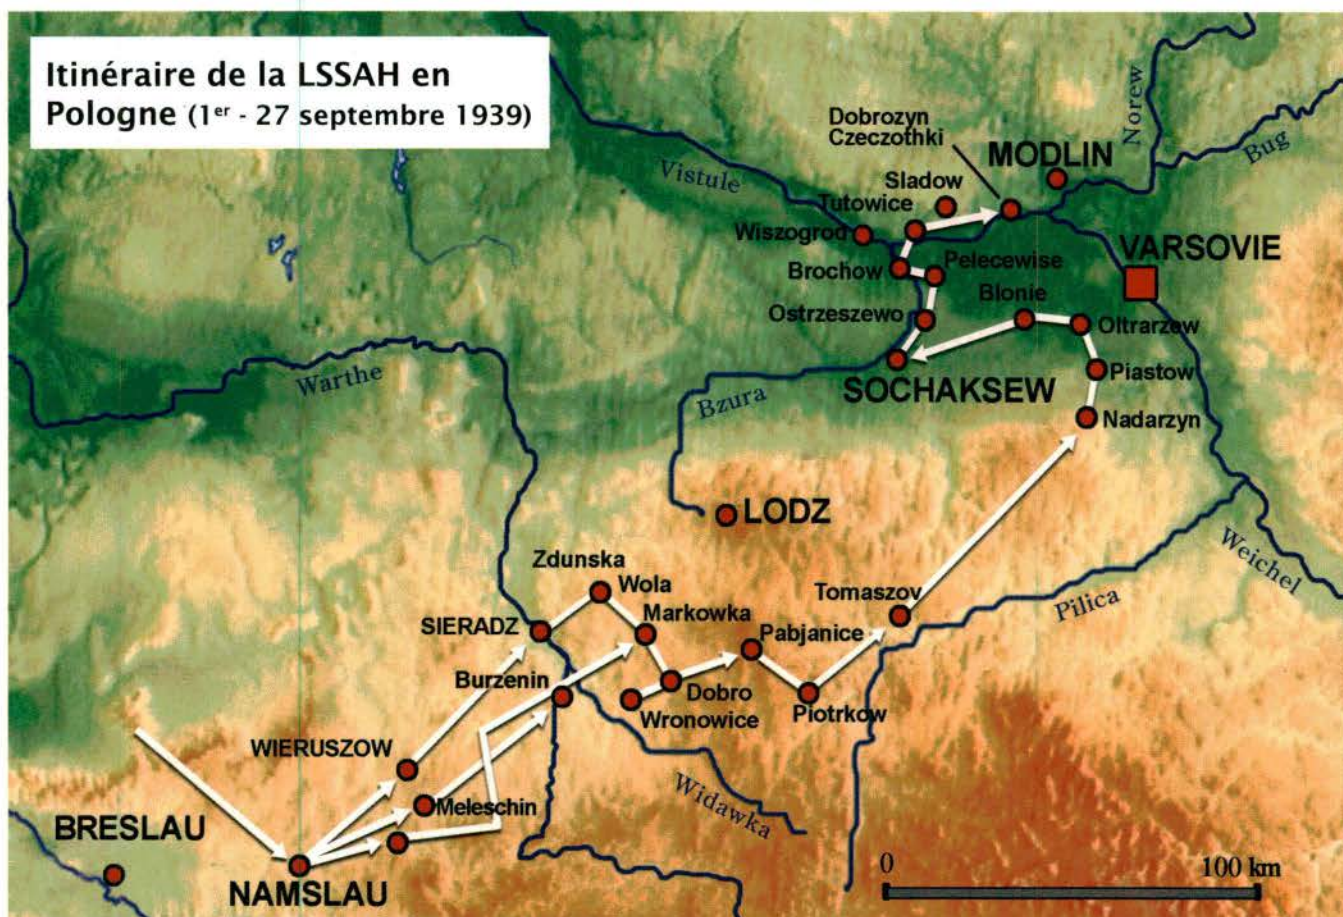 Itinéraire de la LSSAH en
Pologne (1er - 27 septembre 1939)
Dobrozyn
Czeczothki
MODLIN
Norew
Bug
Vistule
Sladow
Tutowice
Wiszogrod
VARSOVIE
Brochow
Pelecewise
Blonie
Ostrzeszewo
Oltrarzew
Warthe
SOCHAKSEW
Piastow
Bzura
Nadarzyn
LODZ
Weichel
Zdunska
Wola
Tomaszov
Pilica
SIERADZ
Markowka
Pabjanice
Burzenin
Dobro
Wronowice
Piotrkow
WIERUSZOW
Meleschin
Widawka
BRESLAU
NAMSLAU
0
100 km